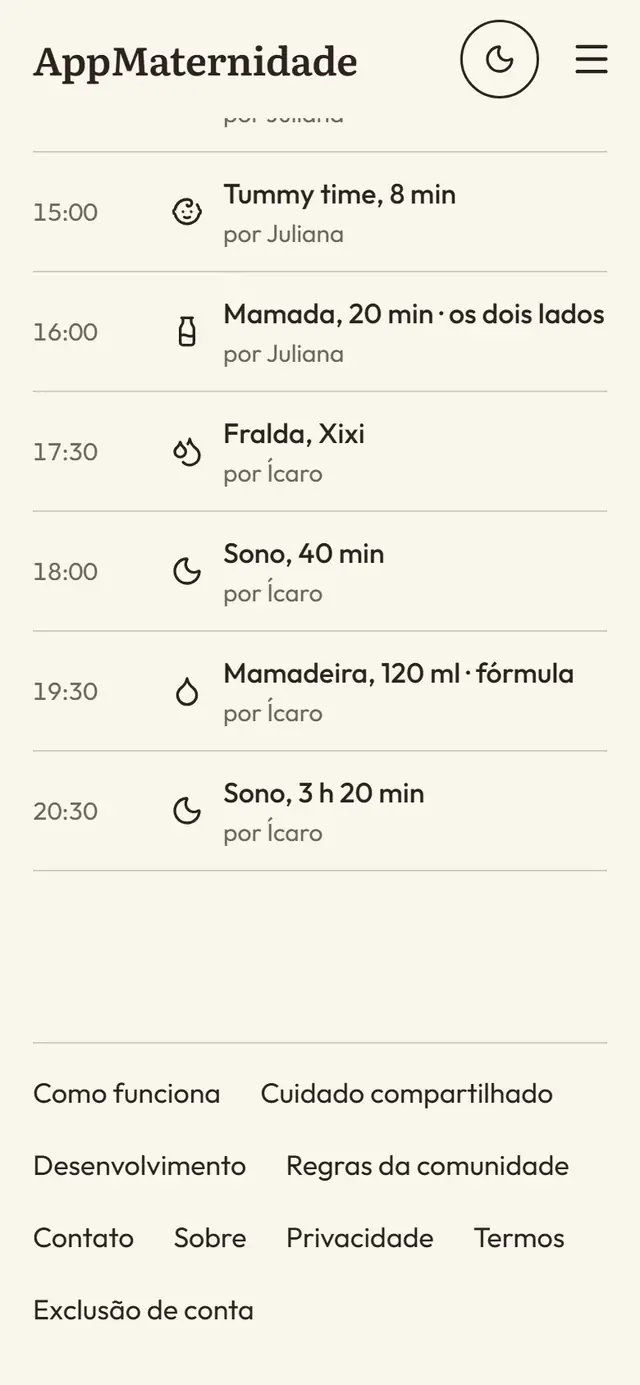 AppMaternidade
por Juliana
15:00
Tummy time, 8 min
por Juliana
16:00
Mamada, 20 min · os dois lados
por Juliana
17:30
Fralda, Xixi
por Ícaro
18:00
Sono, 40 min
por Ícaro
19:30
Mamadeira, 120 ml · fórmula
por Ícaro
20:30
Sono, 3 h 20 min
por Ícaro
Como funciona Cuidado compartilhado
Desenvolvimento Regras da comunidade
Contato Sobre Privacidade Termos
Exclusão de conta